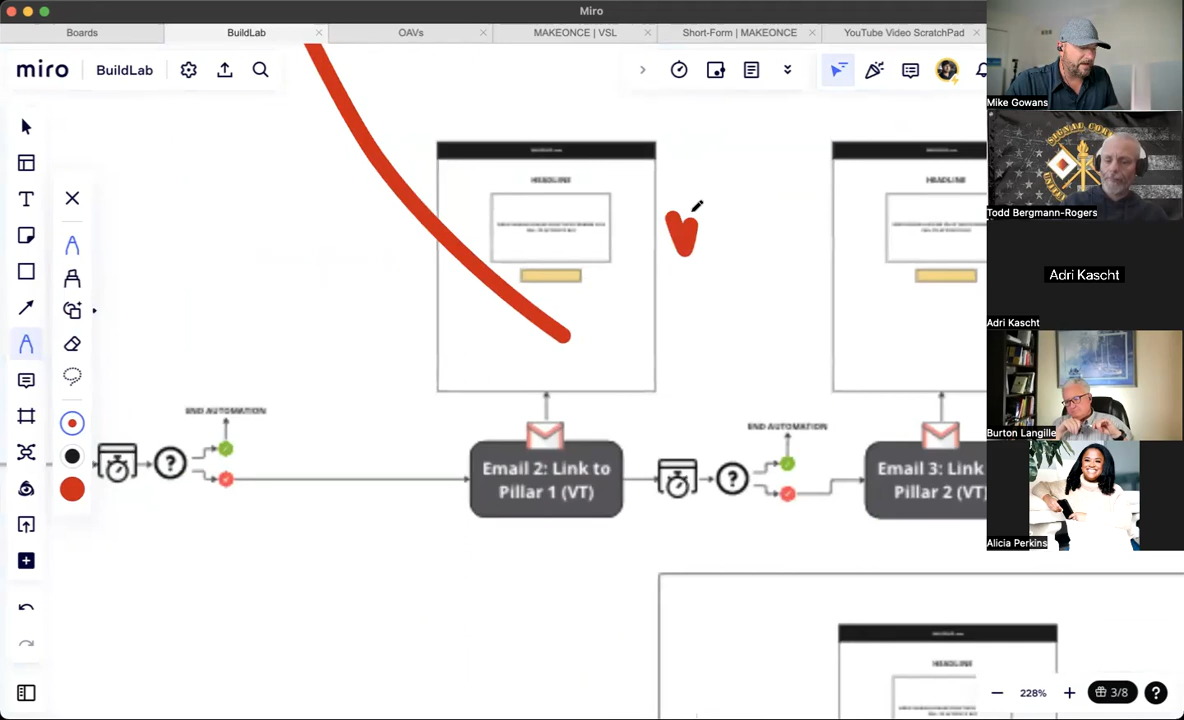 Miro
Boards
BuildLab
OAVs
MAKEONCE | VSL
Short-Form | MAKEONCE
YouTube Video ScratchPad
miro
BuildLab
Mike Gowans
SIGNAL CORPS
Todd Bergmann-Rogers
Adri Kascht
Adri Kascht
Burton Langille
Alicia Perkins
HEADLINE
HEADLINE
END AUTOMATION
END AUTOMATION
Email 2: Link to
Pillar 1 (VT)
Email 3: Link
Pillar 2 (VT)
HEADLINE
228%
3/8